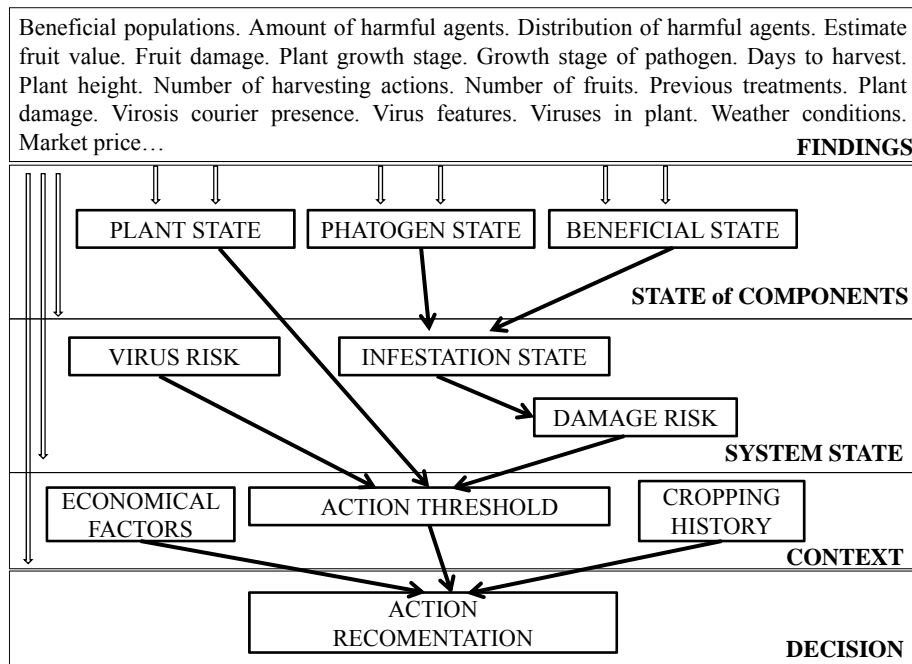 Beneficial populations. Amount of harmful agents. Distribution of harmful agents. Estimate
fruit value. Fruit damage. Plant growth stage. Growth stage of pathogen. Days to harvest.
Plant height. Number of harvesting actions. Number of fruits. Previous treatments. Plant
damage. Virosis courier presence. Virus features. Viruses in plant. Weather conditions.
Market price…
FINDINGS
PLANT STATE
PHATOGEN STATE
BENEFICIAL STATE
STATE of COMPONENTS
VIRUS RISK
INFESTATION STATE
DAMAGE RISK
SYSTEM STATE
ECONOMICAL
FACTORS
ACTION THRESHOLD
CROPPING
HISTORY
CONTEXT
ACTION
RECOMENTATION
DECISION